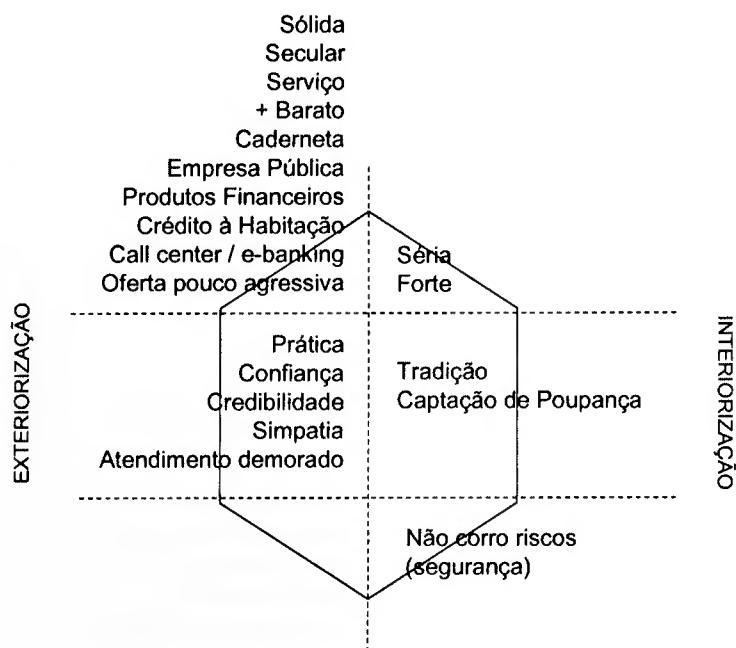 Sólida
Secular
Serviço
+ Barato
Caderneta
Empresa Pública
Produtos Financeiros
Crédito à Habitação
Call center / e-banking
Oferta pouco agressiva
Séria
Forte
EXTERIORIZAÇÃO
Prática
Confiança
Credibilidade
Simpatia
Atendimento demorado
Tradição
Captação de Poupança
INTERIORIZAÇÃO
Não corro riscos
(segurança)